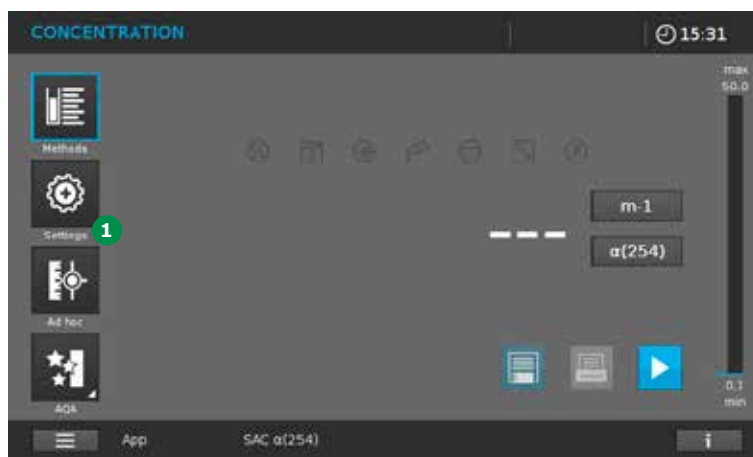 CONCENTRATION
15:31
max
50.0
Methods
Settings
1
m-1
α(254)
Ad hoc
AQA
0.1
min
App
SAC α(254)
i